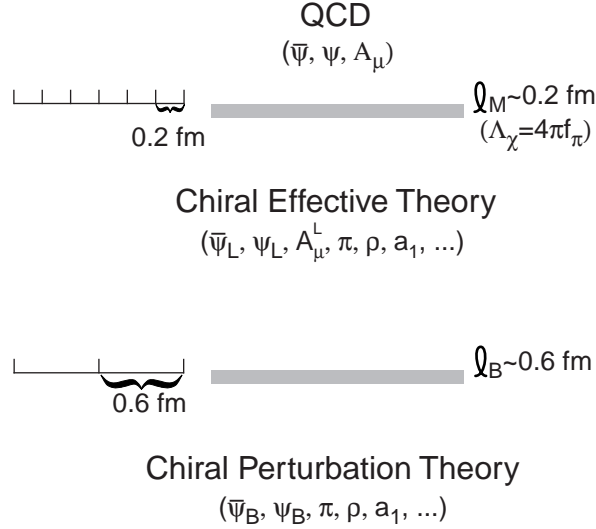 QCD
(ψ̅, ψ, A_μ)
ℓ_M~0.2 fm
0.2 fm
(Λ_χ=4πf_π)
Chiral Effective Theory
(ψ̅_L, ψ_L, A_μ^L, π, ρ, a_1, ...)
ℓ_B~0.6 fm
0.6 fm
Chiral Perturbation Theory
(ψ̅_B, ψ_B, π, ρ, a_1, ...)